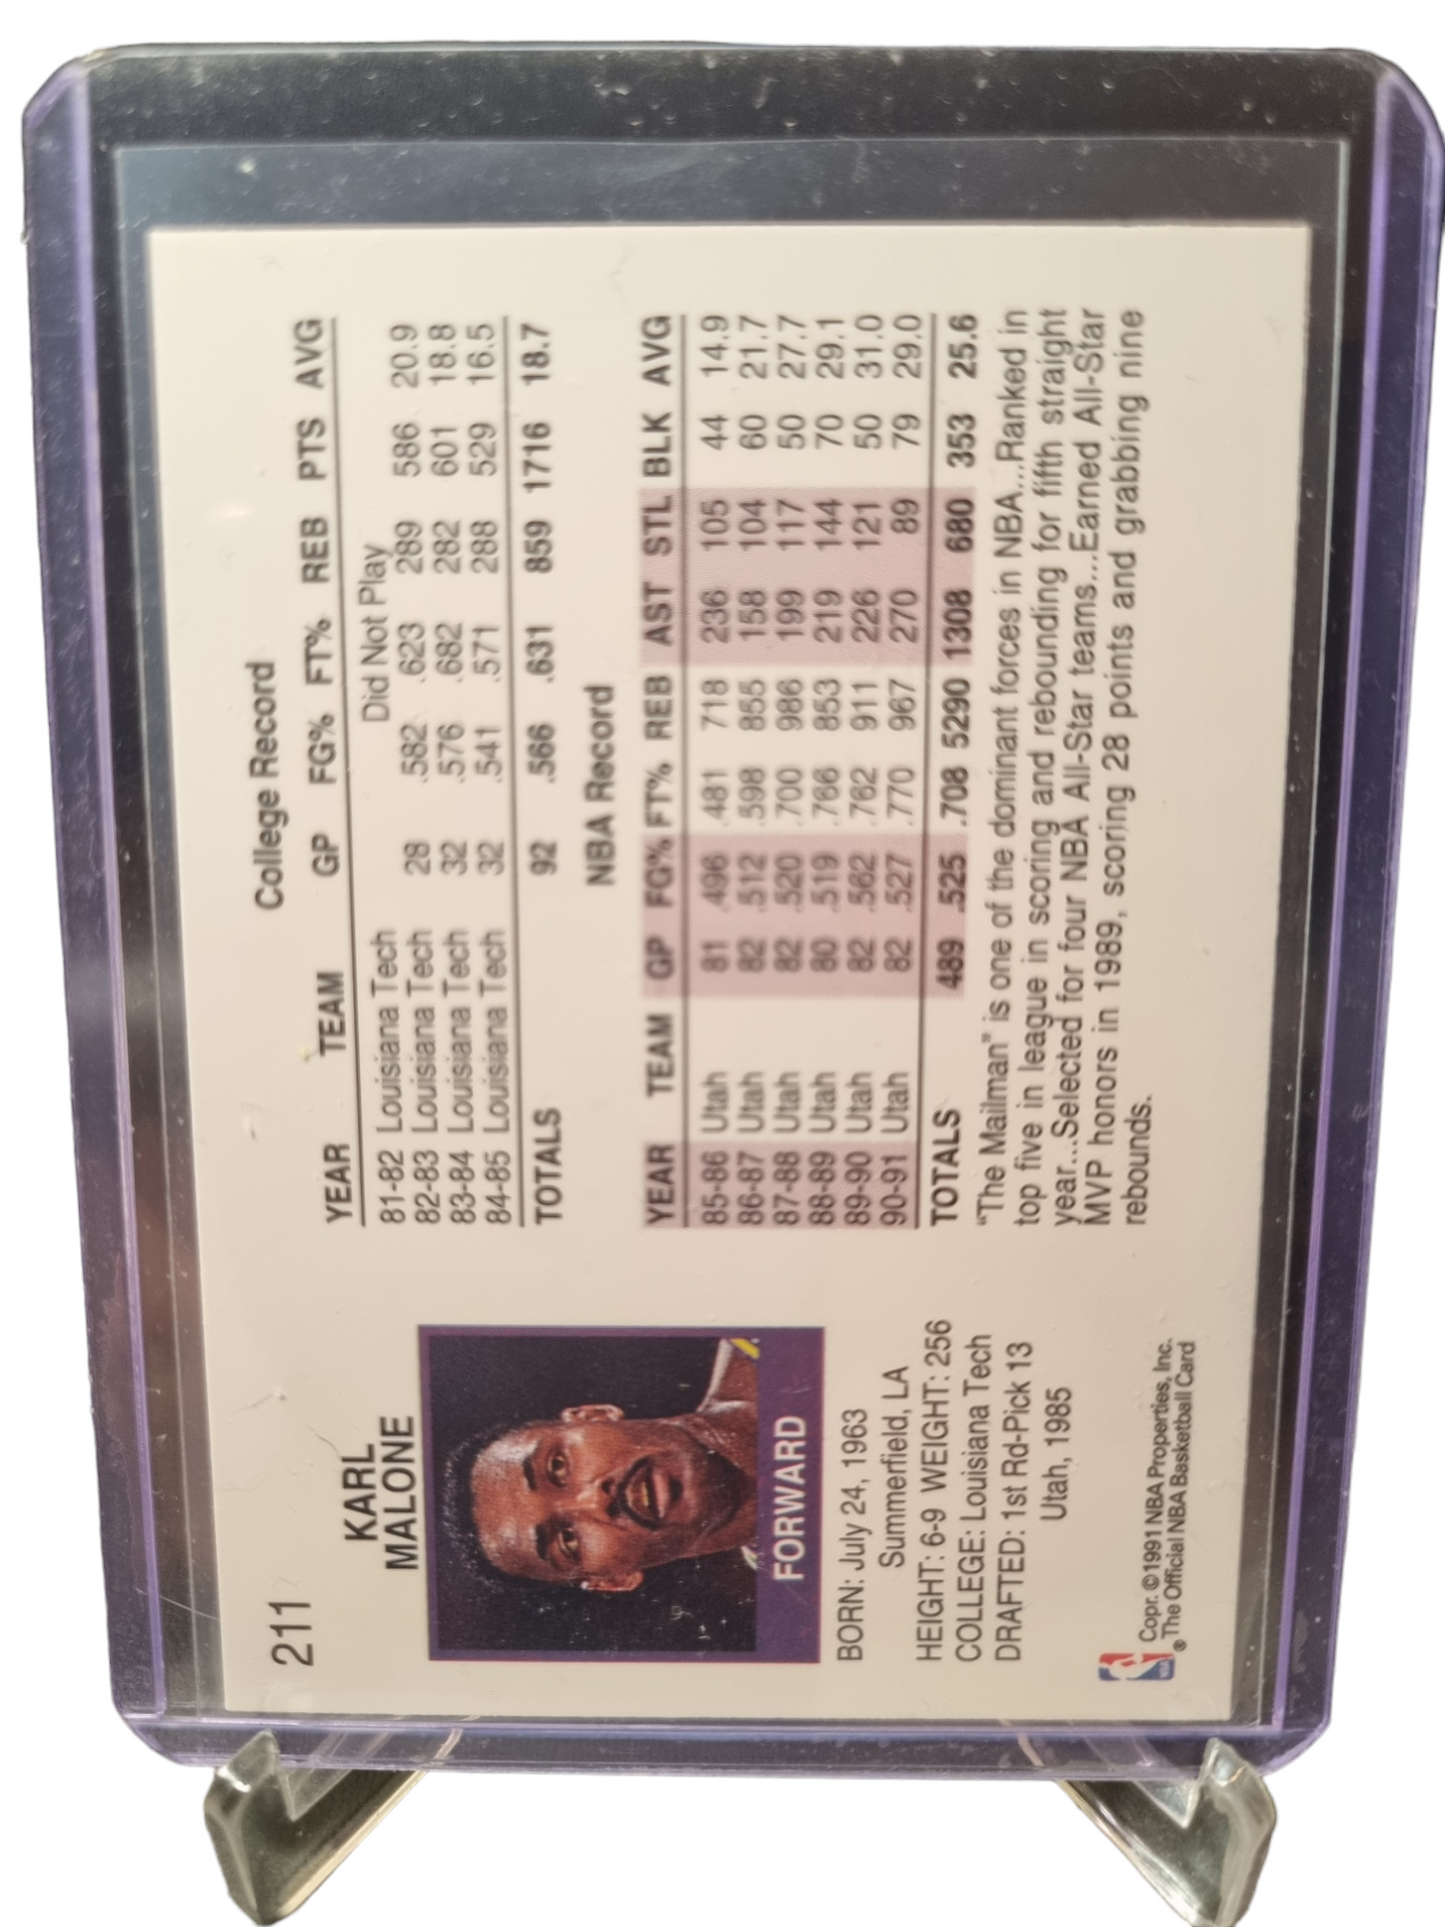 211
KARL
MALONE
FORWARD
BORN: July 24, 1963
Summerfield, LA
HEIGHT: 6-9 WEIGHT: 256
COLLEGE: Louisiana Tech
DRAFTED: 1st Rd-Pick 13
Utah, 1985
NBA
Copr. ©1991 NBA Properties, Inc.
® The Official NBA Basketball Card
College Record
YEAR TEAM GP FG% FT% REB PTS AVG
81-82 Louisiana Tech Did Not Play
82-83 Louisiana Tech 28 .582 .623 289 586 20.9
83-84 Louisiana Tech 32 .576 .682 282 601 18.8
84-85 Louisiana Tech 32 .541 .571 288 529 16.5
TOTALS 92 .566 .631 859 1716 18.7
NBA Record
YEAR TEAM GP FG% FT% REB AST STL BLK AVG
85-86 Utah 81 .496 .481 718 236 105 44 14.9
86-87 Utah 82 .512 .598 855 158 104 60 21.7
87-88 Utah 82 .520 .700 986 199 117 50 27.7
88-89 Utah 80 .519 .766 853 219 144 70 29.1
89-90 Utah 82 .562 .762 911 226 121 50 31.0
90-91 Utah 82 .527 .770 967 270 89 79 29.0
TOTALS 489 .525 .708 5290 1308 680 353 25.6
"The Mailman" is one of the dominant forces in NBA...Ranked in
top five in league in scoring and rebounding for fifth straight
year...Selected for four NBA All-Star teams...Earned All-Star
MVP honors in 1989, scoring 28 points and grabbing nine
rebounds.